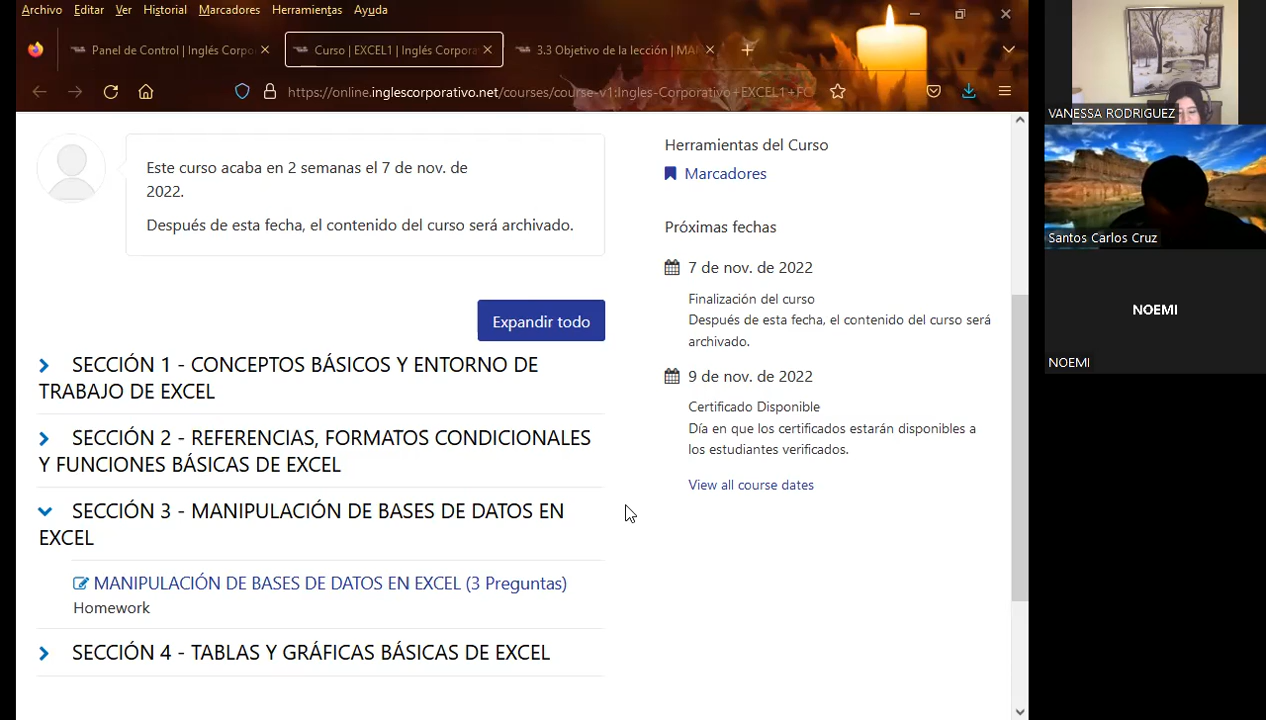 Archivo Editar Ver Historial Marcadores Herramientas Ayuda
Panel de Control | Inglés Corpo
Curso | EXCEL1 | Inglés Corpora
3.3 Objetivo de la lección | MA
https://online.inglescorporativo.net/courses/course-v1:Ingles-Corporativo+EXCEL1+FC
Este curso acaba en 2 semanas el 7 de nov. de
2022.
Después de esta fecha, el contenido del curso será archivado.
Expandir todo
SECCIÓN 1 - CONCEPTOS BÁSICOS Y ENTORNO DE
TRABAJO DE EXCEL
SECCIÓN 2 - REFERENCIAS, FORMATOS CONDICIONALES
Y FUNCIONES BÁSICAS DE EXCEL
SECCIÓN 3 - MANIPULACIÓN DE BASES DE DATOS EN
EXCEL
MANIPULACIÓN DE BASES DE DATOS EN EXCEL (3 Preguntas)
Homework
SECCIÓN 4 - TABLAS Y GRÁFICAS BÁSICAS DE EXCEL
Herramientas del Curso
Marcadores
Próximas fechas
7 de nov. de 2022
Finalización del curso
Después de esta fecha, el contenido del curso será
archivado.
9 de nov. de 2022
Certificado Disponible
Día en que los certificados estarán disponibles a
los estudiantes verificados.
View all course dates
VANESSA RODRIGUEZ
Santos Carlos Cruz
NOEMI
NOEMI